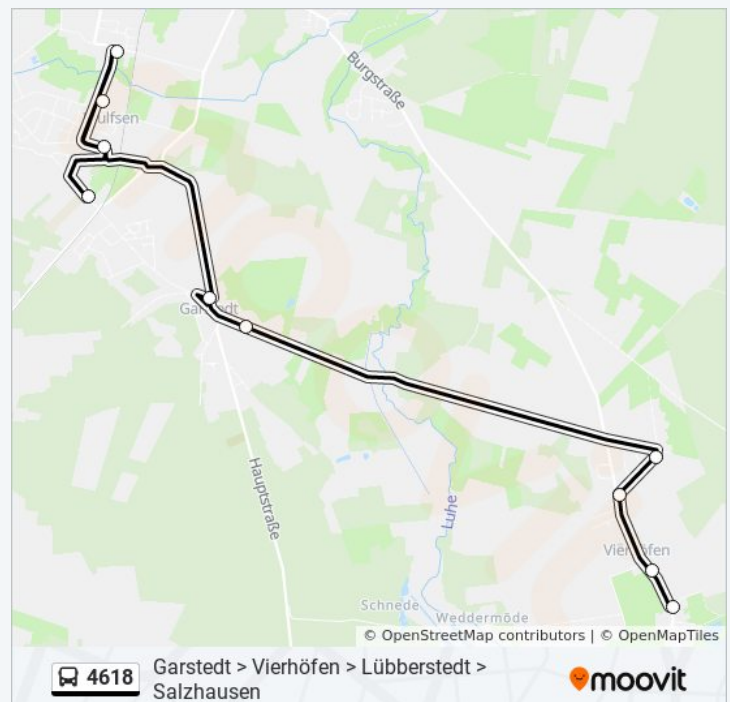 Burgstraße
ulfsen
Garstedt
Hauptstraße
Luhe
Vierhöfen
Schnede
Weddermöde
© OpenStreetMap contributors | © OpenMapTiles
4618
Garstedt > Vierhöfen > Lübberstedt >
Salzhausen
moovit